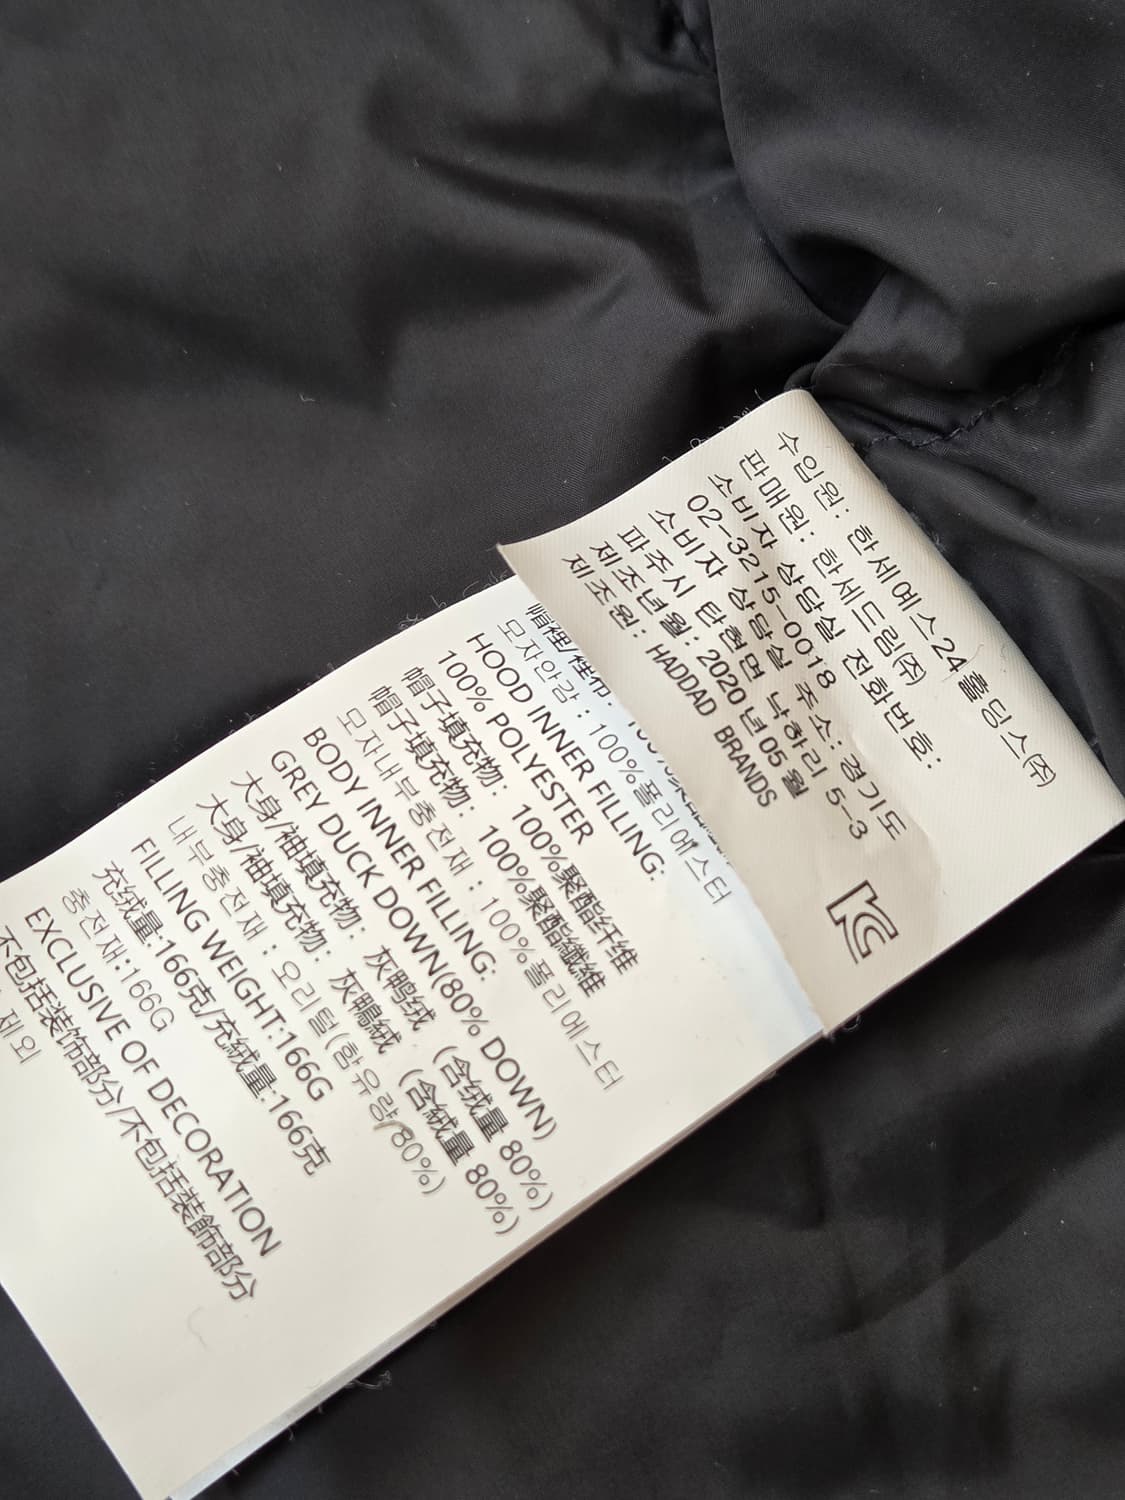 수입원: 한세예스24홀딩스(주)
판매원: 한세드림(주)
소비자 상담실 전화번호:
02-3215-0018
소비자 상담실 주소:경기도
파주시 탄현면 낙하리 5-3
제조년월: 2020년05월
제조원: HADDAD BRANDS
모자안감 : 100%폴리에스터
HOOD INNER FILLING:
100% POLYESTER
帽子填充物: 100%聚酯纤维
帽子填充物: 100%聚酯纖維
모자내부충전재 : 100%폴리에스터
BODY INNER FILLING:
GREY DUCK DOWN(80% DOWN)
大身/袖填充物: 灰鸭绒 (含绒量 80%)
大身/袖填充物: 灰鴨絨 (含絨量 80%)
내부충전재 : 오리털(함유량80%)
FILLING WEIGHT:166G
充绒量:166克/充絨量:166克
충전재:166G
EXCLUSIVE OF DECORATION
不包括装饰部分/不包括裝飾部分
제외